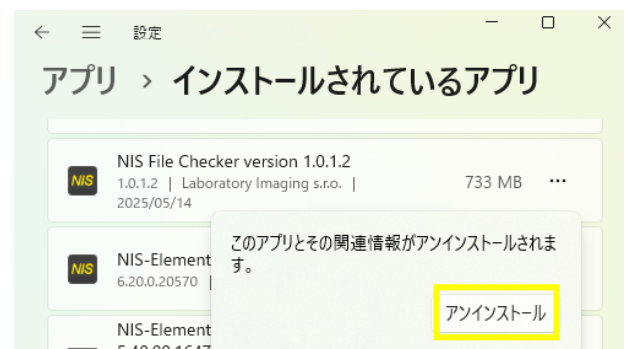 設定
アプリ › インストールされているアプリ
NIS
NIS File Checker version 1.0.1.2
1.0.1.2 | Laboratory Imaging s.r.o. |
2025/05/14
733 MB
このアプリとその関連情報がアンインストールされま
す。
アンインストール
NIS
NIS-Element
6.20.0.20570 |
NIS-Element